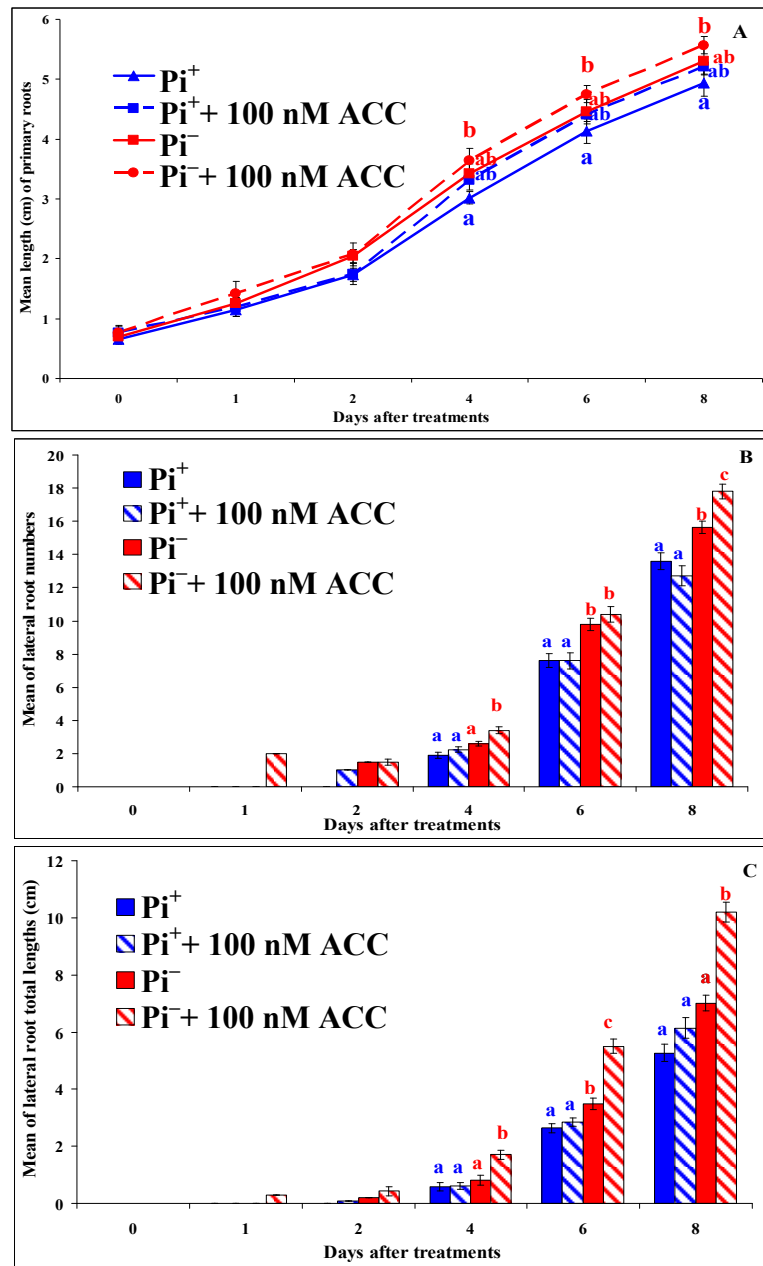 A
Mean length (cm) of primary roots
6
5
4
3
2
1
0
Pi⁺
Pi⁺+ 100 nM ACC
Pi⁻
Pi⁻+ 100 nM ACC
b
ab
ab
a
b
ab
ab
a
b
ab
ab
a
0 1 2 4 6 8
Days after treatments
B
Mean of lateral root numbers
20
18
16
14
12
10
8
6
4
2
0
Pi⁺
Pi⁺+ 100 nM ACC
Pi⁻
Pi⁻+ 100 nM ACC
a a a b
a a b b
a a b c
0 1 2 4 6 8
Days after treatments
C
Mean of lateral root total lengths (cm)
12
10
8
6
4
2
0
Pi⁺
Pi⁺+ 100 nM ACC
Pi⁻
Pi⁻+ 100 nM ACC
a a a b
a a b c
a a a b
0 1 2 4 6 8
Days after treatments